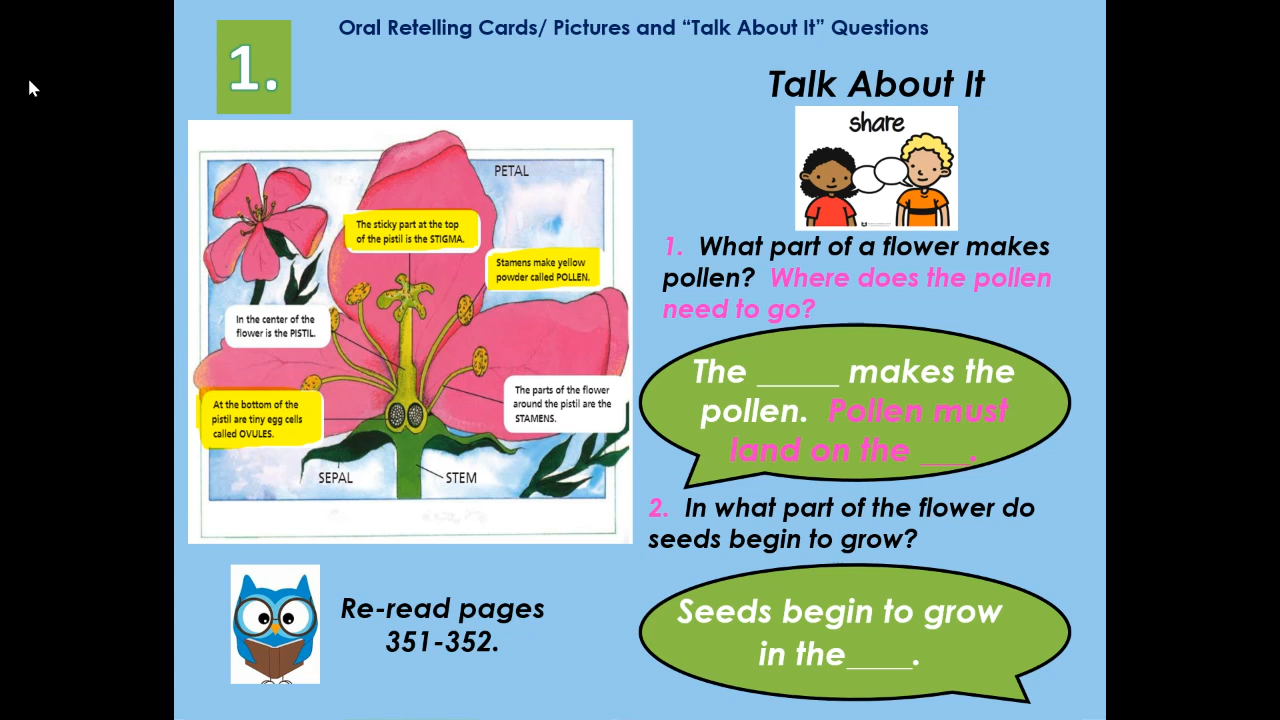 Oral Retelling Cards/ Pictures and “Talk About It” Questions
1.
Talk About It
share
PETAL
The sticky part at the top
of the pistil is the STIGMA.
Stamens make yellow
powder called POLLEN.
In the center of the
flower is the PISTIL.
The parts of the flower
around the pistil are the
STAMENS.
At the bottom of the
pistil are tiny egg cells
called OVULES.
SEPAL
STEM
1. What part of a flower makes
pollen? Where does the pollen
need to go?
The _____ makes the
pollen. Pollen must
land on the ___.
2. In what part of the flower do
seeds begin to grow?
Seeds begin to grow
in the____.
Re-read pages
351-352.